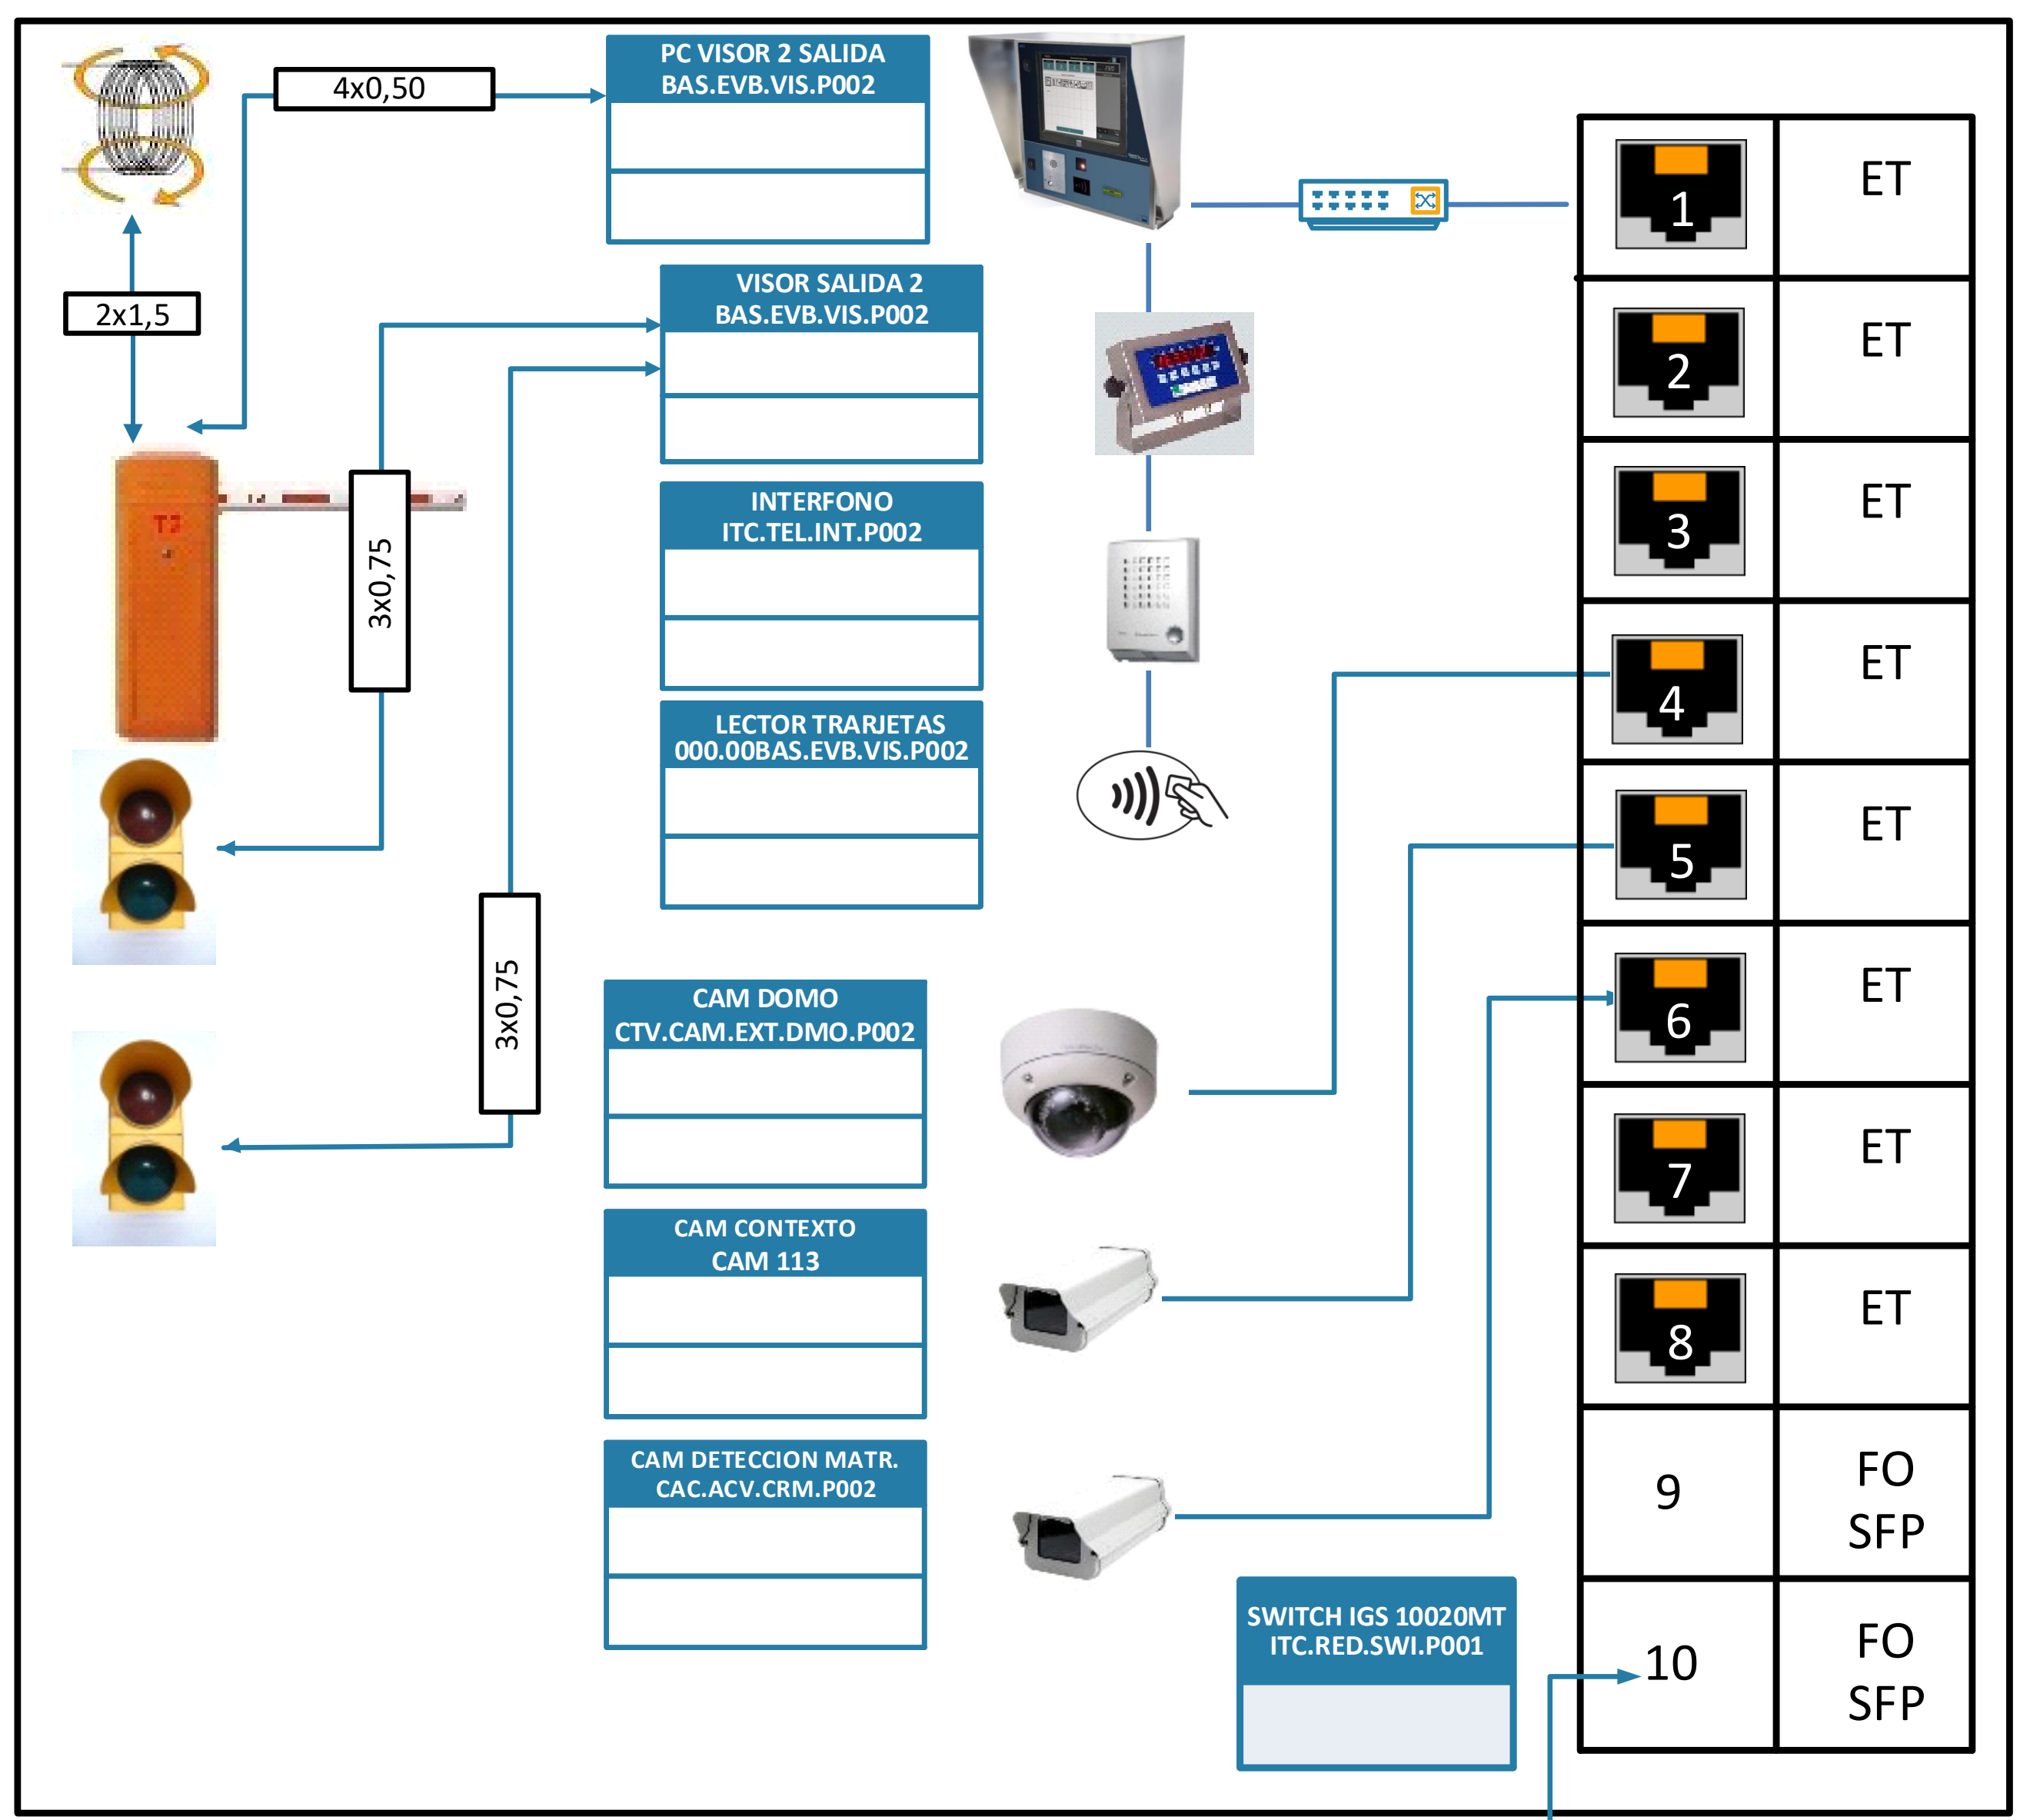 4x0,50
2x1,5
3x0,75
3x0,75
T2
PC VISOR 2 SALIDA
BAS.EVB.VIS.P002
VISOR SALIDA 2
BAS.EVB.VIS.P002
INTERFONO
ITC.TEL.INT.P002
LECTOR TRARJETAS
000.00BAS.EVB.VIS.P002
CAM DOMO
CTV.CAM.EXT.DMO.P002
CAM CONTEXTO
CAM 113
CAM DETECCION MATR.
CAC.ACV.CRM.P002
SWITCH IGS 10020MT
ITC.RED.SWI.P001
1 ET
2 ET
3 ET
4 ET
5 ET
6 ET
7 ET
8 ET
9 FO
SFP
10 FO
SFP